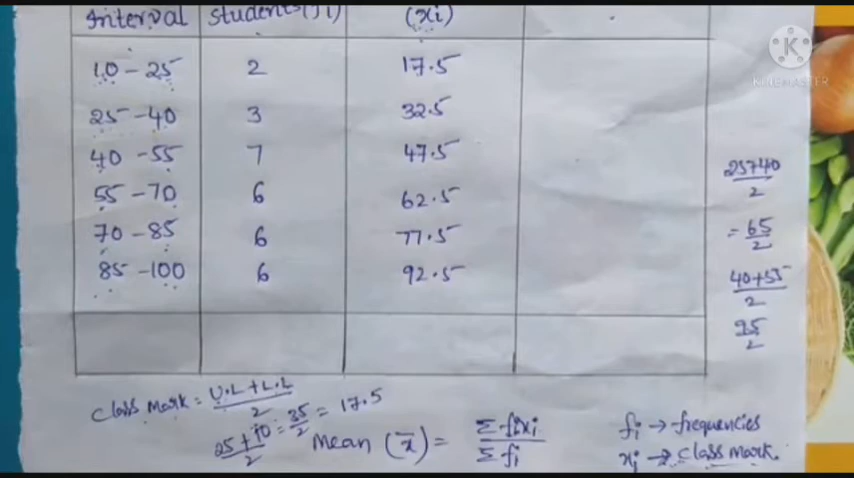 Interval Students (fi) (xi)
10 - 25 2 17.5
25 - 40 3 32.5
40 - 55 7 47.5
55 - 70 6 62.5
70 - 85 6 77.5
85 - 100 6 92.5
25+40
2
= 65
2
40+55
2
95
2
Class mark = U.L + L.L
2
25 + 10
2
= 35
2
= 17.5
Mean (x̄) = Σ fixi
Σ fi
fi → frequencies
xi → class mark.
K
KINEMASTER